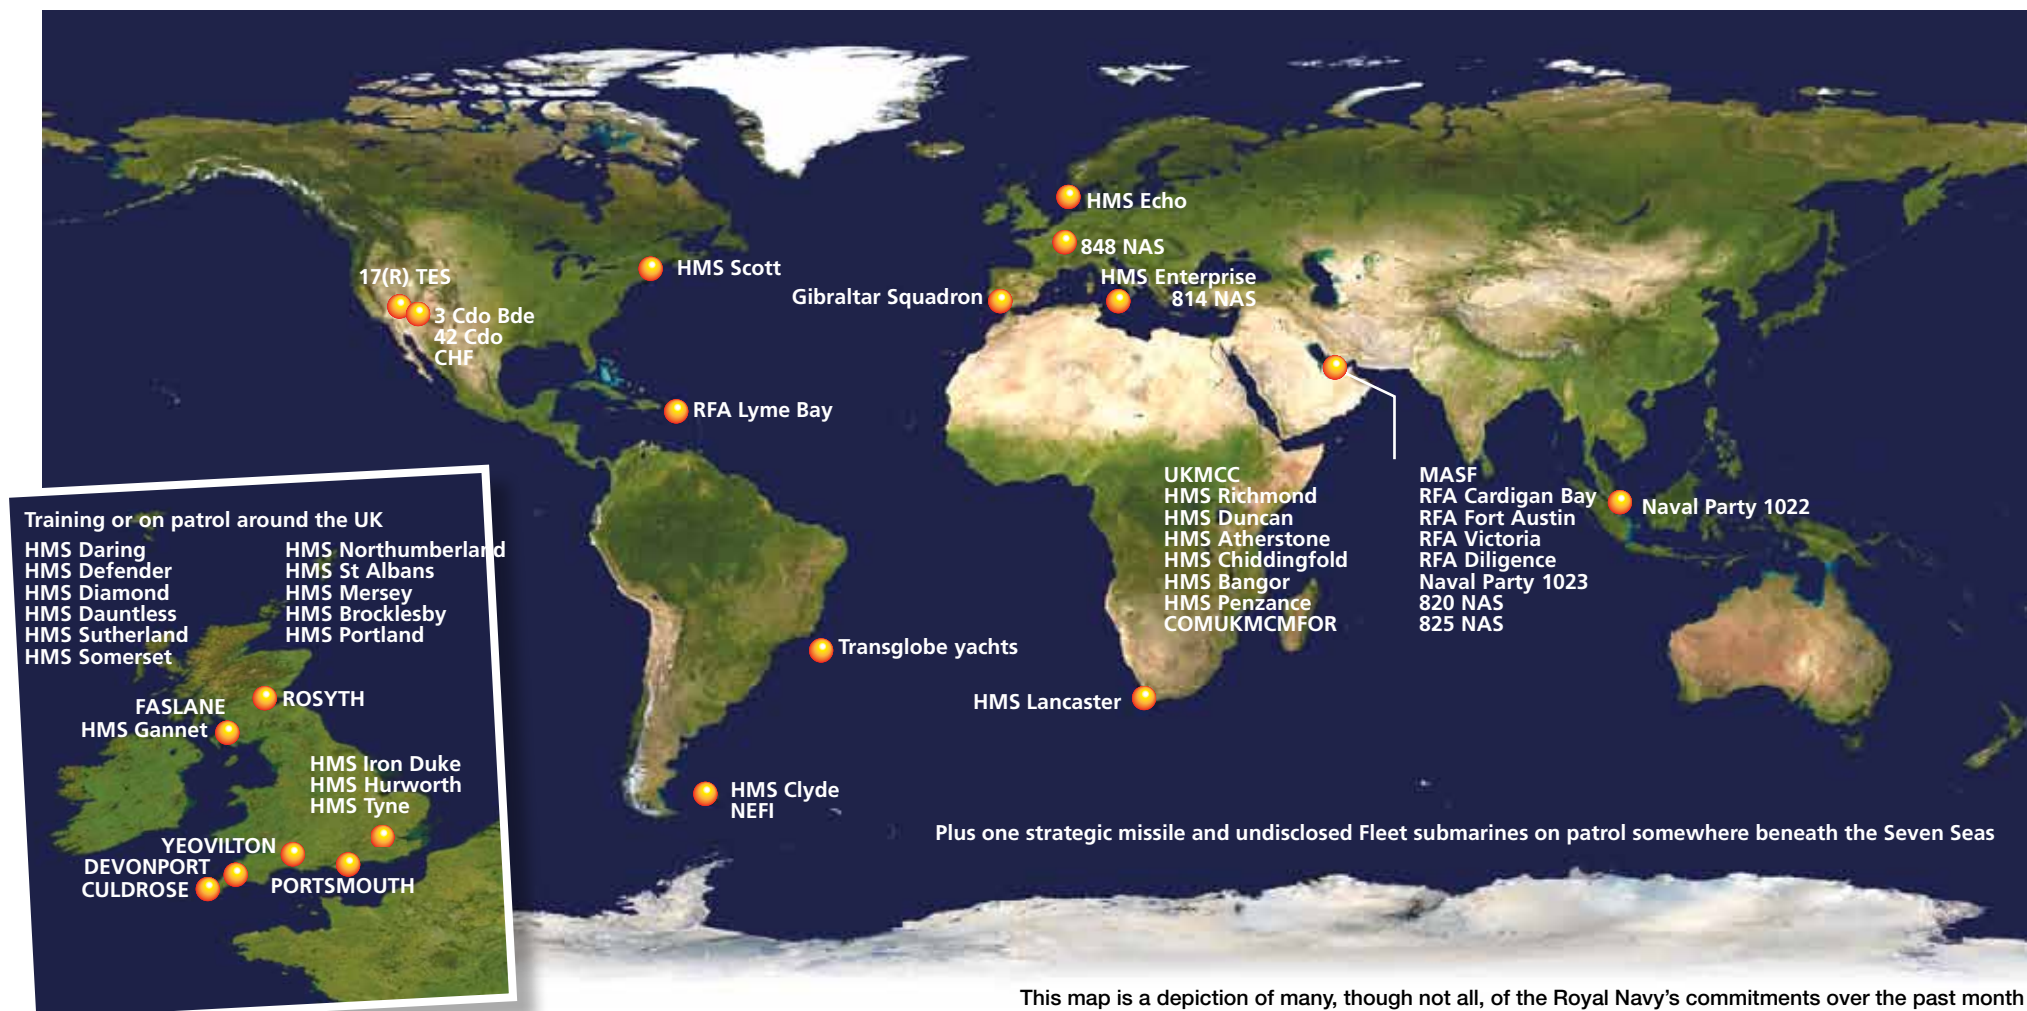 HMS Echo
848 NAS
HMS Enterprise
814 NAS
Gibraltar Squadron
HMS Scott
17(R) TES
3 Cdo Bde
42 Cdo
CHF
RFA Lyme Bay
UKMCC
HMS Richmond
HMS Duncan
HMS Atherstone
HMS Chiddingfold
HMS Bangor
HMS Penzance
COMUKMCMFOR
MASF
RFA Cardigan Bay
RFA Fort Austin
RFA Victoria
RFA Diligence
Naval Party 1023
820 NAS
825 NAS
Naval Party 1022
Transglobe yachts
HMS Lancaster
HMS Clyde
NEFI
Plus one strategic missile and undisclosed Fleet submarines on patrol somewhere beneath the Seven Seas
Training or on patrol around the UK
HMS Daring
HMS Defender
HMS Diamond
HMS Dauntless
HMS Sutherland
HMS Somerset
HMS Northumberland
HMS St Albans
HMS Mersey
HMS Brocklesby
HMS Portland
ROSYTH
FASLANE
HMS Gannet
HMS Iron Duke
HMS Hurworth
HMS Tyne
YEOVILTON
DEVONPORT
CULDROSE
PORTSMOUTH
This map is a depiction of many, though not all, of the Royal Navy's commitments over the past month